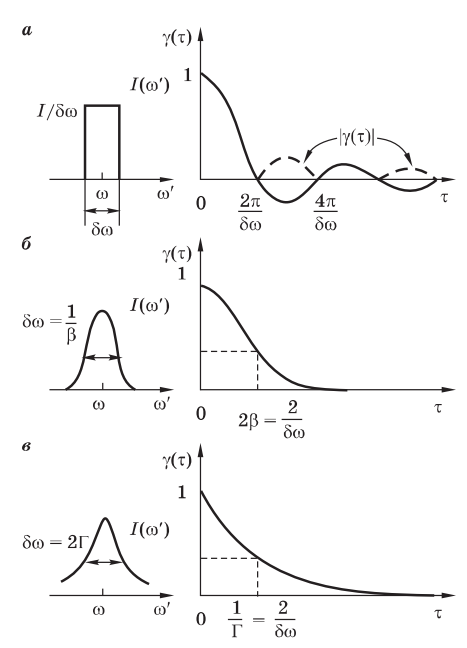 а
γ(τ)
1
I(ω′)
I/δω
|γ(τ)|
ω
ω′
δω
0
2π/δω
4π/δω
τ
б
γ(τ)
1
I(ω′)
δω = 1/β
ω
ω′
0
2β = 2/δω
τ
в
γ(τ)
1
I(ω′)
δω = 2Γ
ω
ω′
0
1/Γ = 2/δω
τ